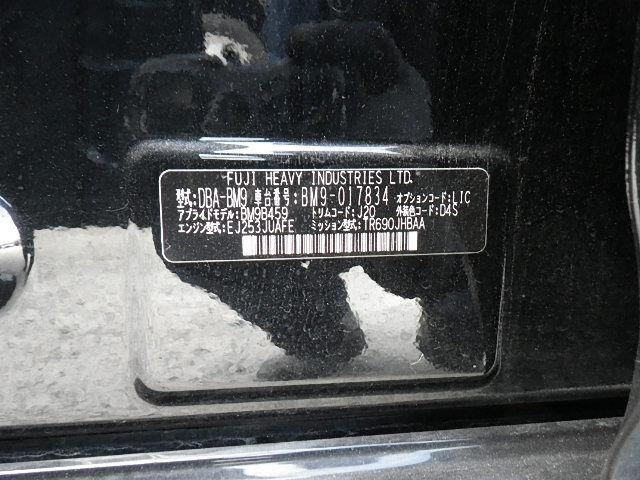 FUJI HEAVY INDUSTRIES LTD.
型式:DBA-BM9 車台番号:BM9-017834 オプションコード:LIC
アプライドモデル:BM9B459 トリムコード:J20 外装色コード:D4S
エンジン型式:EJ253JUAFE ミッション型式:TR690JHBAA